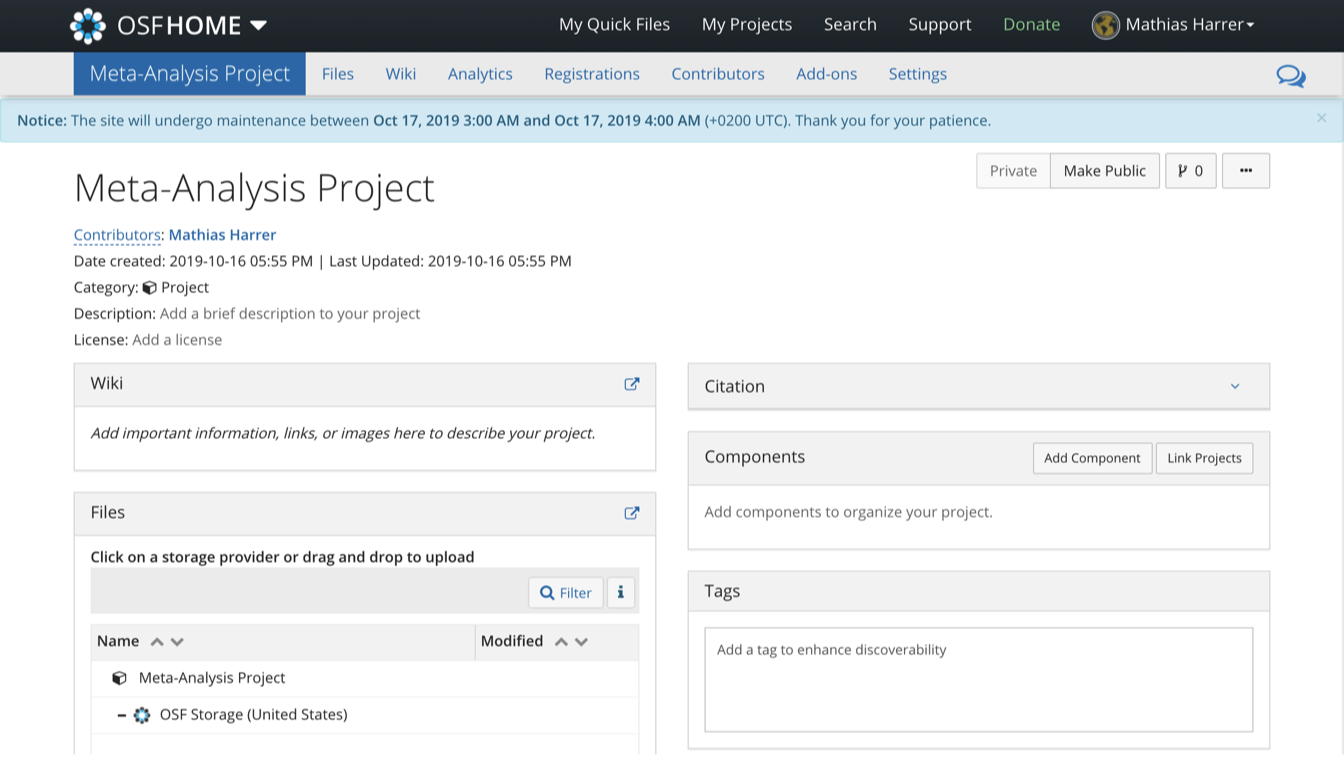 OSFHOME My Quick Files My Projects Search Support Donate Mathias Harrer
Meta-Analysis Project Files Wiki Analytics Registrations Contributors Add-ons Settings
Notice: The site will undergo maintenance between Oct 17, 2019 3:00 AM and Oct 17, 2019 4:00 AM (+0200 UTC). Thank you for your patience. ×
Private Make Public 0 ...
Meta-Analysis Project
Contributors: Mathias Harrer
Date created: 2019-10-16 05:55 PM | Last Updated: 2019-10-16 05:55 PM
Category: Project
Description: Add a brief description to your project
License: Add a license
Wiki
Add important information, links, or images here to describe your project.
Files
Click on a storage provider or drag and drop to upload
Filter i
Name Modified
Meta-Analysis Project
OSF Storage (United States)
Citation
Components Add Component Link Projects
Add components to organize your project.
Tags
Add a tag to enhance discoverability